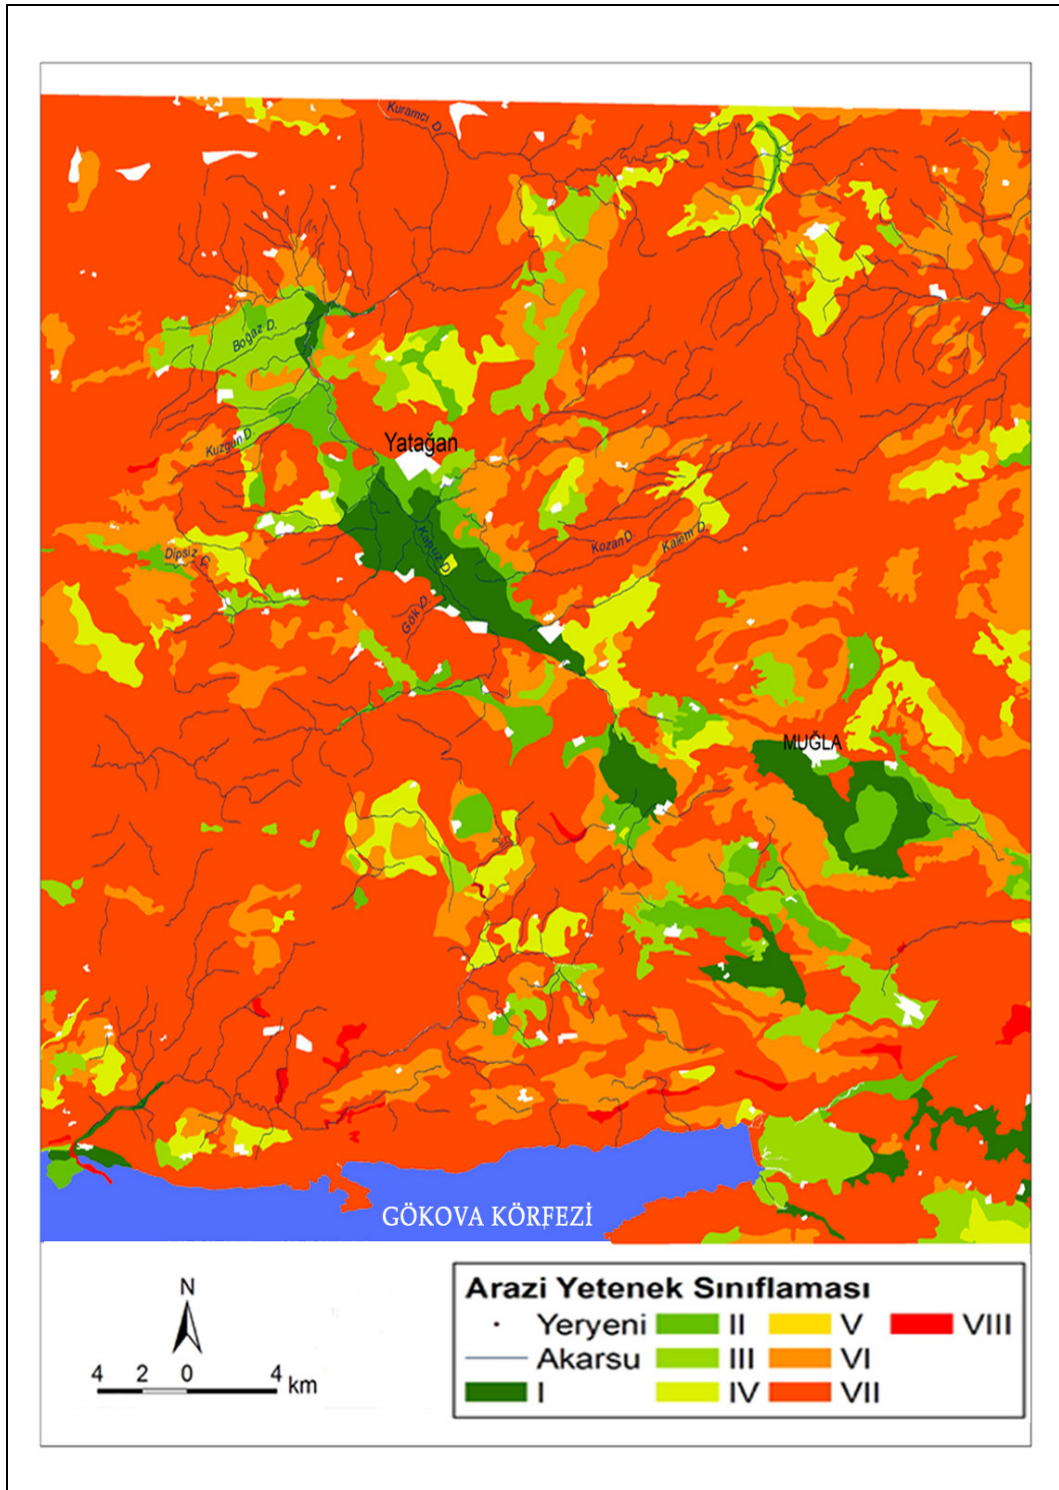 Kuramcı D.
Boğaz D.
Kuzgun D.
Yatağan
Kozan D.
Kalem D.
Dipsiz D.
Gök D.
MUĞLA
GÖKOVA KÖRFEZİ
N
4 2 0 4 km
Arazi Yetenek Sınıflaması
Yeryeni
Akarsu
I
II
III
IV
V
VI
VII
VIII